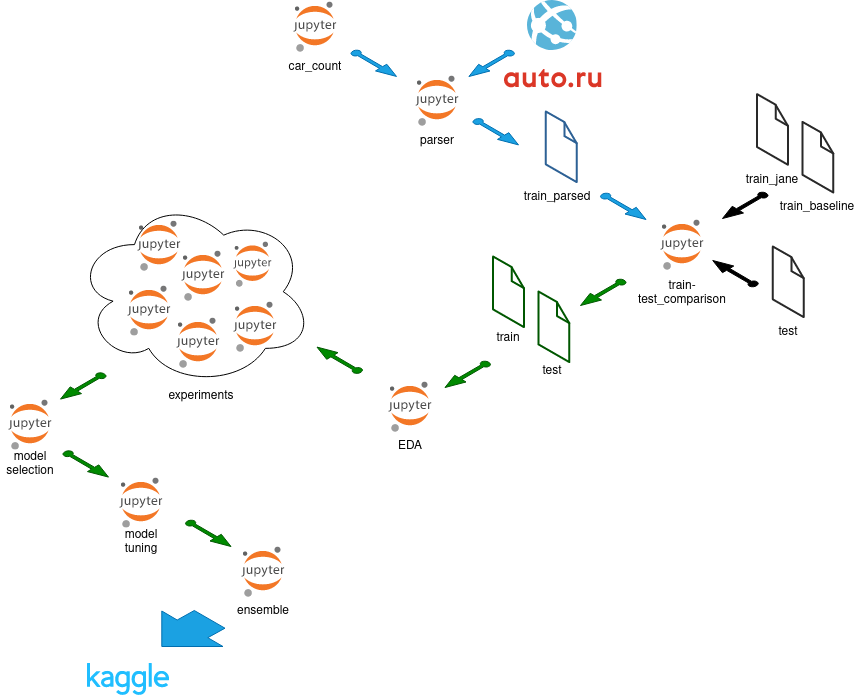 jupyter
car_count
auto.ru
jupyter
parser
train_parsed
train_jane
train_baseline
jupyter
train-
test_comparison
test
train
test
jupyter
jupyter
jupyter
jupyter
jupyter
jupyter
experiments
jupyter
EDA
jupyter
model
selection
jupyter
model
tuning
jupyter
ensemble
kaggle